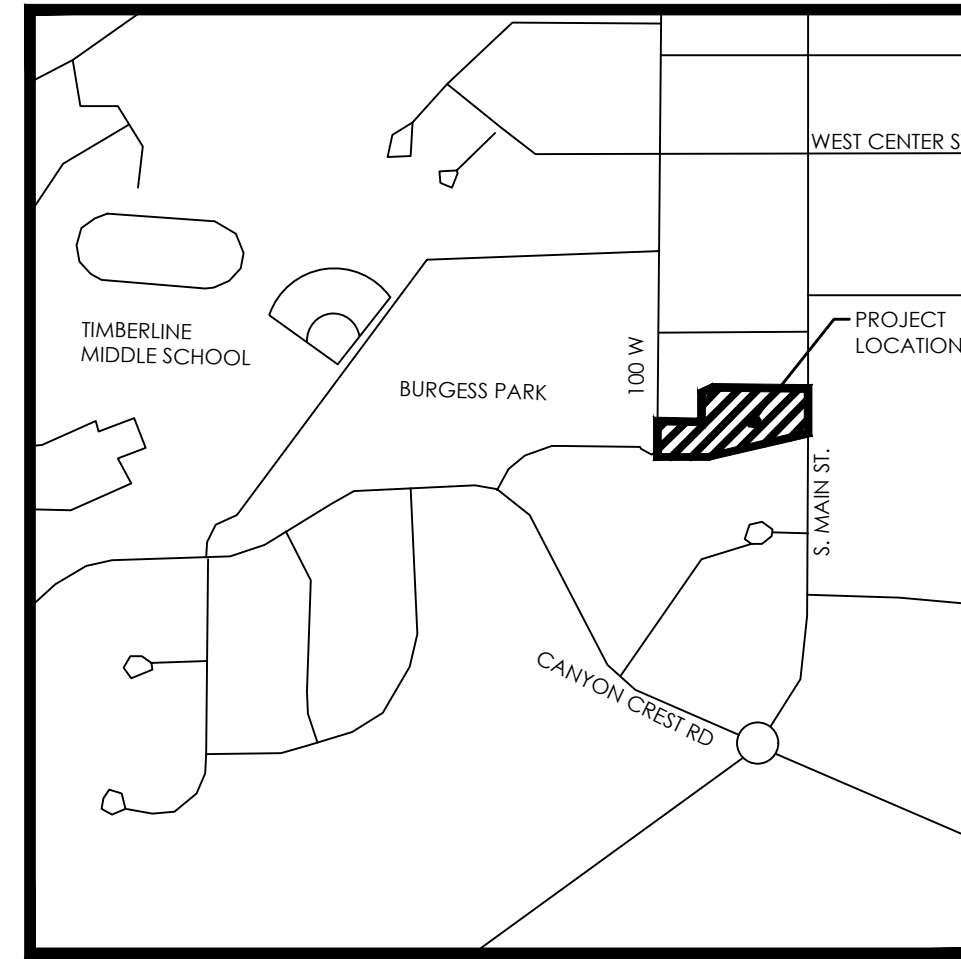 WEST CENTER S
TIMBERLINE
MIDDLE SCHOOL
PROJECT
LOCATION
100 W
BURGESS PARK
S. MAIN ST.
CANYON CREST RD